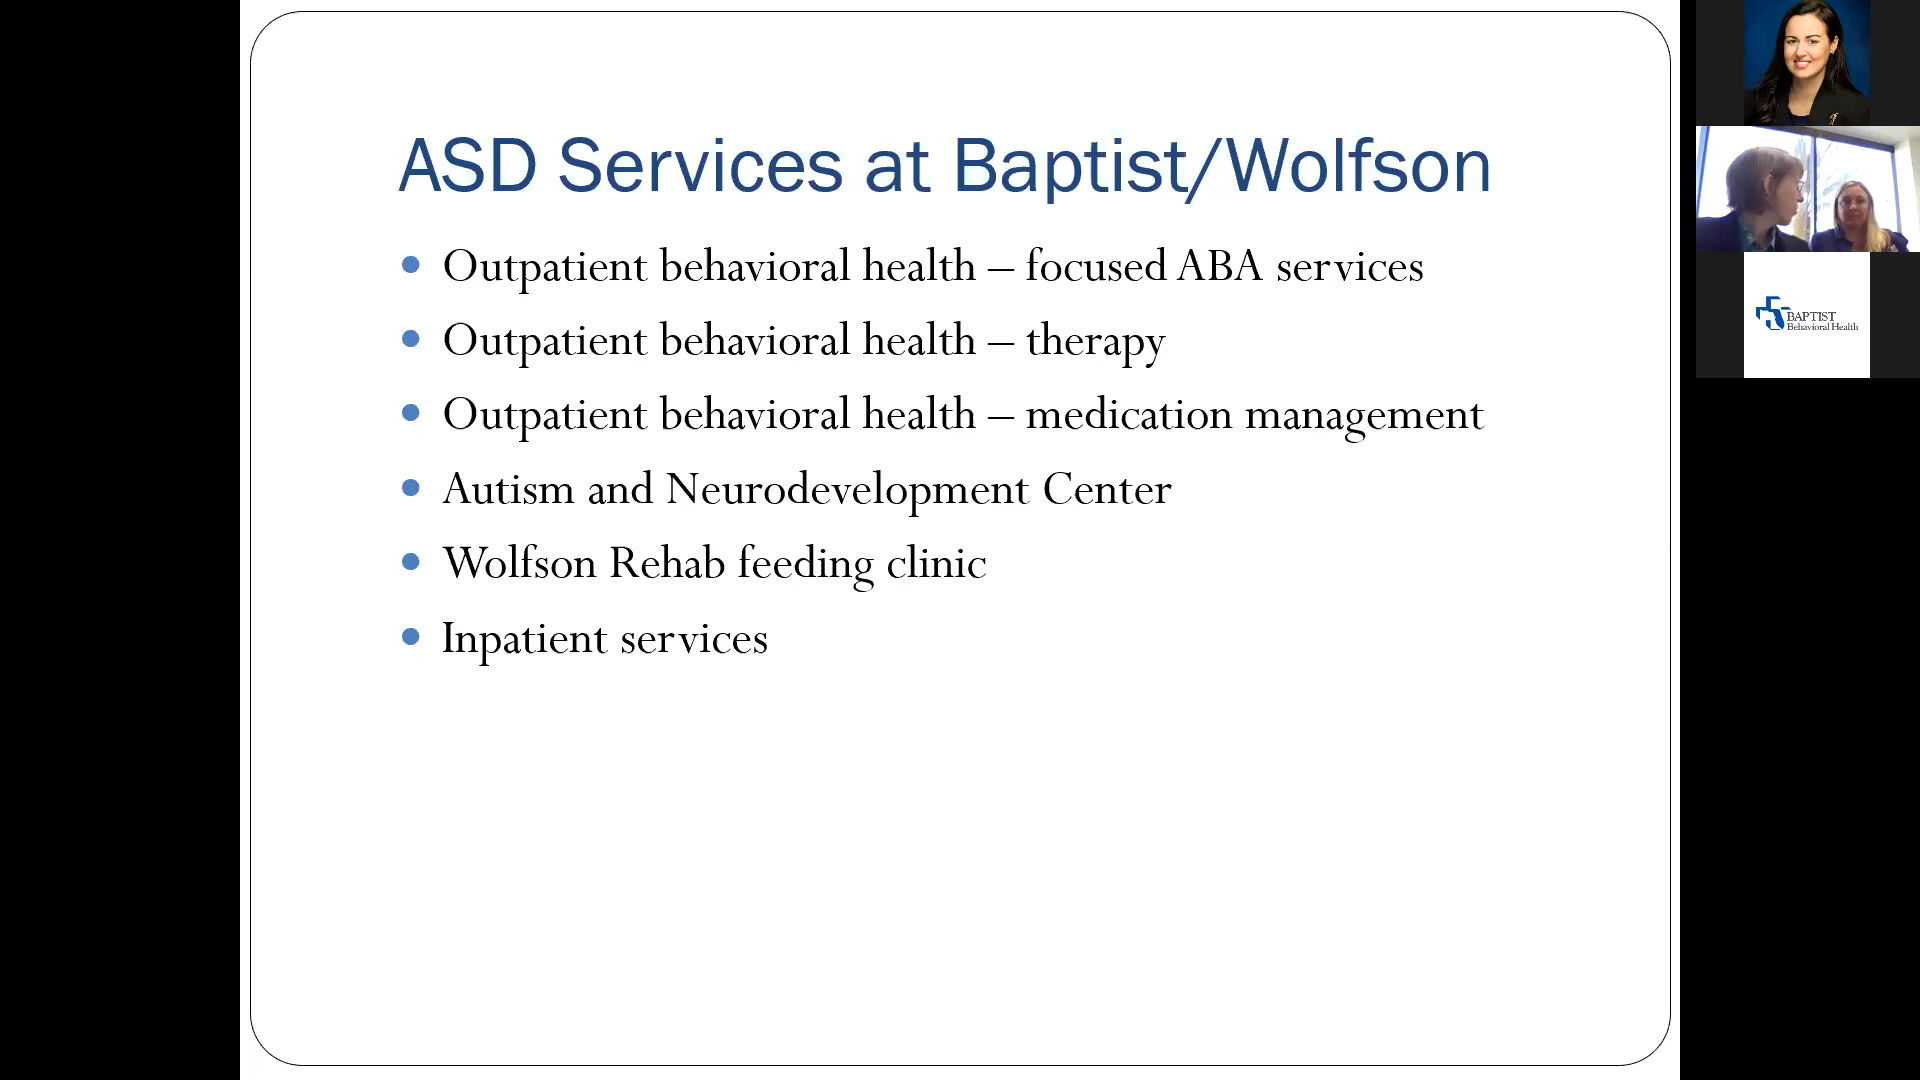 ASD Services at Baptist/Wolfson
Outpatient behavioral health – focused ABA services
Outpatient behavioral health – therapy
Outpatient behavioral health – medication management
Autism and Neurodevelopment Center
Wolfson Rehab feeding clinic
Inpatient services
BAPTIST
Behavioral Health